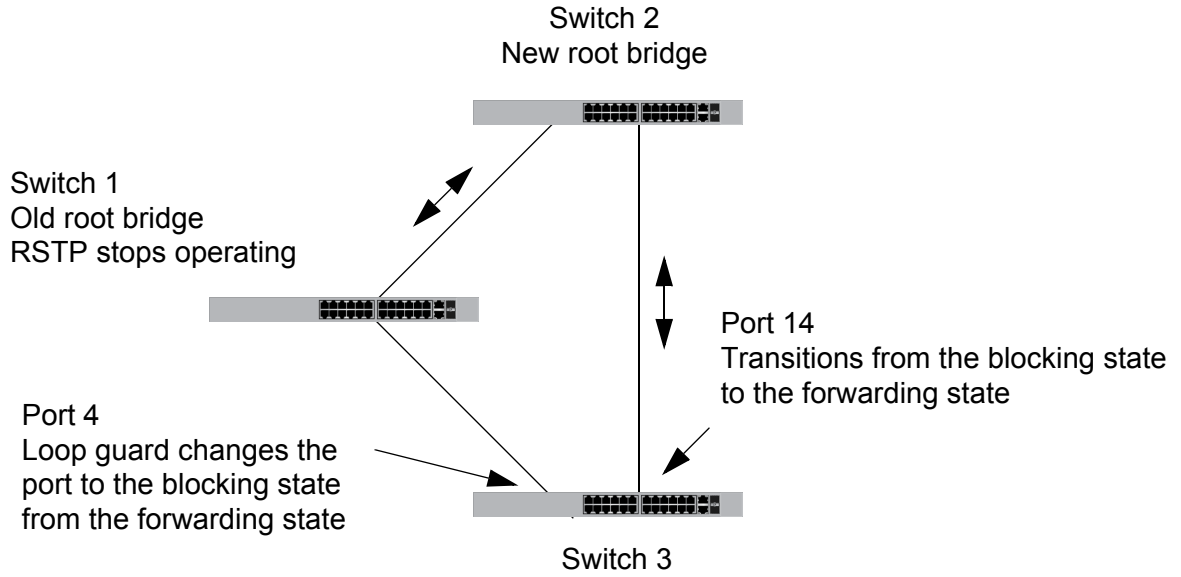 Switch 2
New root bridge
Switch 1
Old root bridge
RSTP stops operating
Port 14
Transitions from the blocking state
to the forwarding state
Port 4
Loop guard changes the
port to the blocking state
from the forwarding state
Switch 3